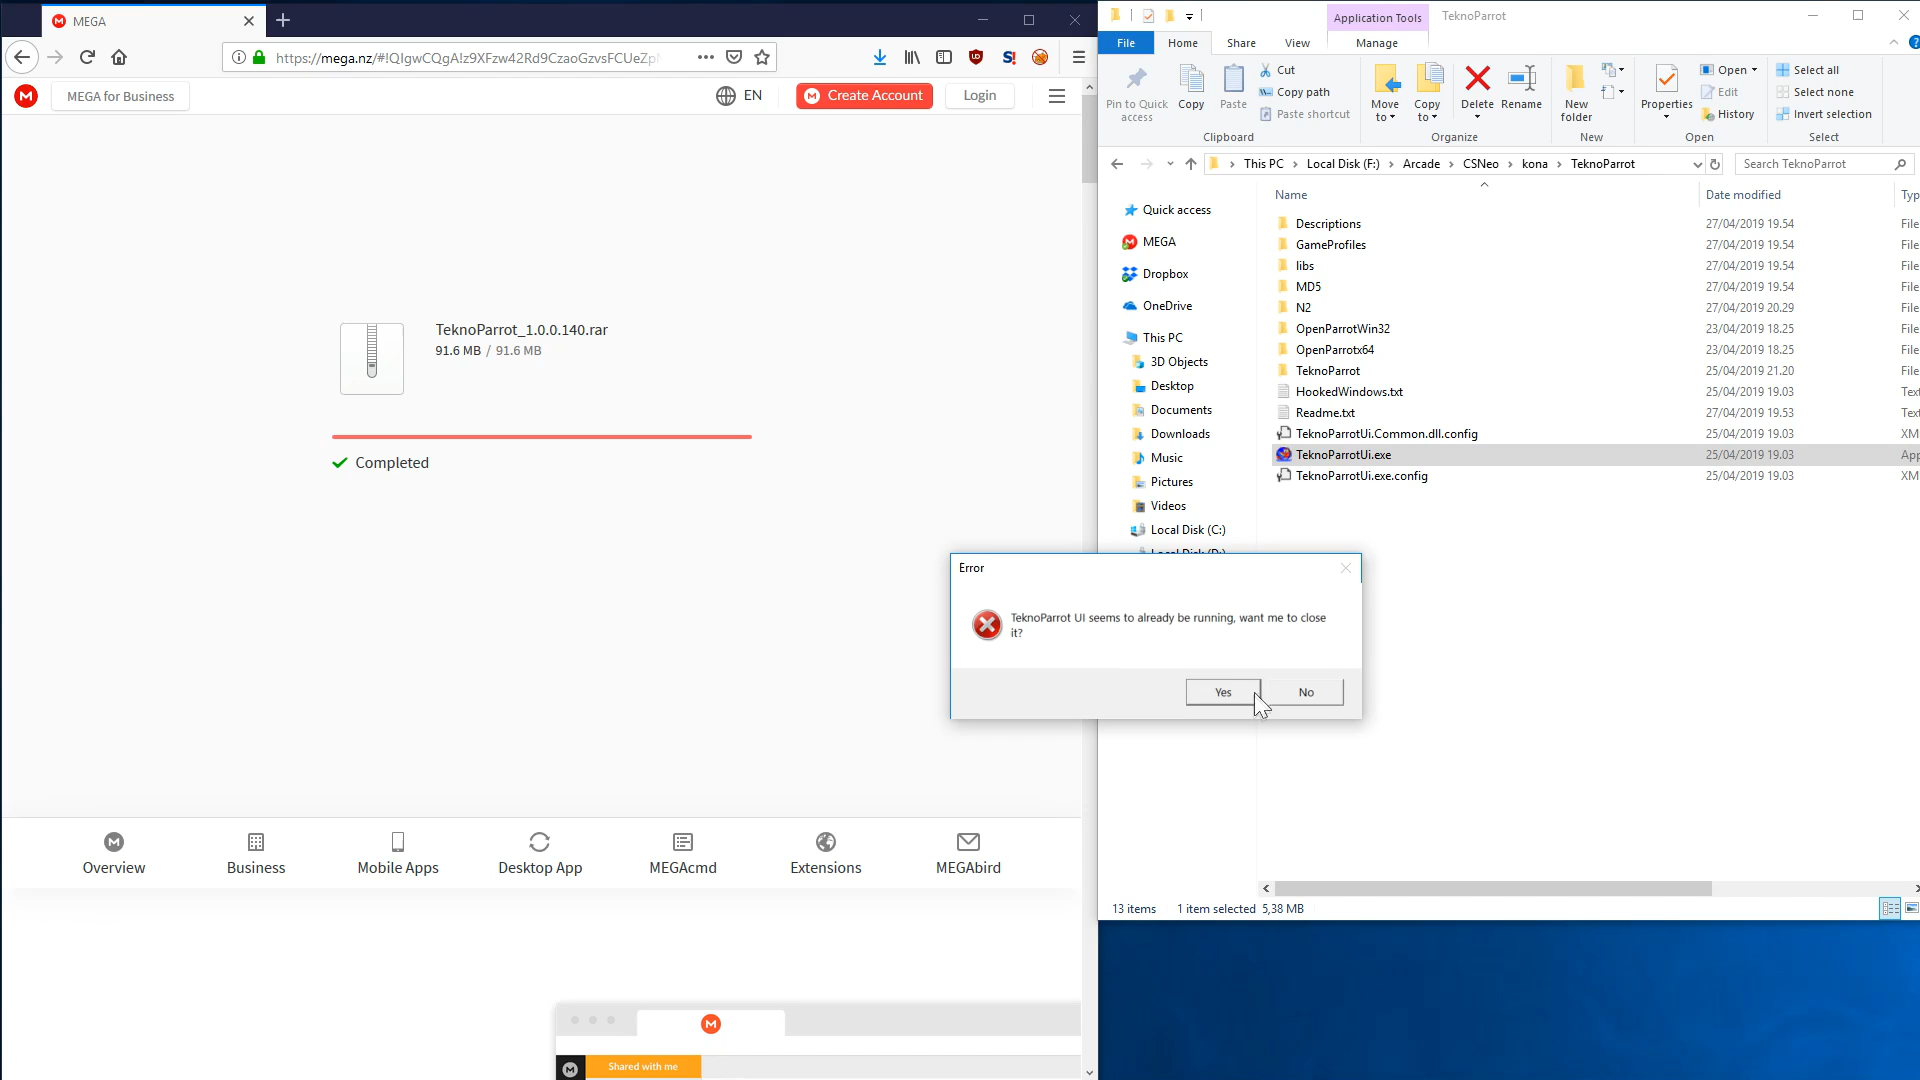 MEGA
https://mega.nz/#!QIgwCQgA!z9XFzw42Rd9CzaoGzvsFCUeZp
MEGA for Business
EN
Create Account
Login
TeknoParrot_1.0.0.140.rar
91.6 MB / 91.6 MB
Completed
Overview
Business
Mobile Apps
Desktop App
MEGAcmd
Extensions
MEGAbird
Shared with me
Application Tools
TeknoParrot
File
Home
Share
View
Manage
Pin to Quick access
Copy
Paste
Cut
Copy path
Paste shortcut
Clipboard
Move to
Copy to
Delete
Rename
Organize
New folder
New
Properties
Open
Edit
History
Open
Select all
Select none
Invert selection
Select
This PC > Local Disk (F:) > Arcade > CSNeo > kona > TeknoParrot
Search TeknoParrot
Quick access
MEGA
Dropbox
OneDrive
This PC
3D Objects
Desktop
Documents
Downloads
Music
Pictures
Videos
Local Disk (C:)
Name Date modified Typ
Descriptions 27/04/2019 19.54 File
GameProfiles 27/04/2019 19.54 File
libs 27/04/2019 19.54 File
MD5 27/04/2019 19.54 File
N2 27/04/2019 20.29 File
OpenParrotWin32 23/04/2019 18.25 File
OpenParrotx64 23/04/2019 18.25 File
TeknoParrot 25/04/2019 21.20 File
HookedWindows.txt 25/04/2019 19.03 Text
Readme.txt 27/04/2019 19.53 Text
TeknoParrotUi.Common.dll.config 25/04/2019 19.03 XM
TeknoParrotUi.exe 25/04/2019 19.03 App
TeknoParrotUi.exe.config 25/04/2019 19.03 XM
Error
TeknoParrot UI seems to already be running, want me to close
it?
Yes
No
13 items 1 item selected 5,38 MB